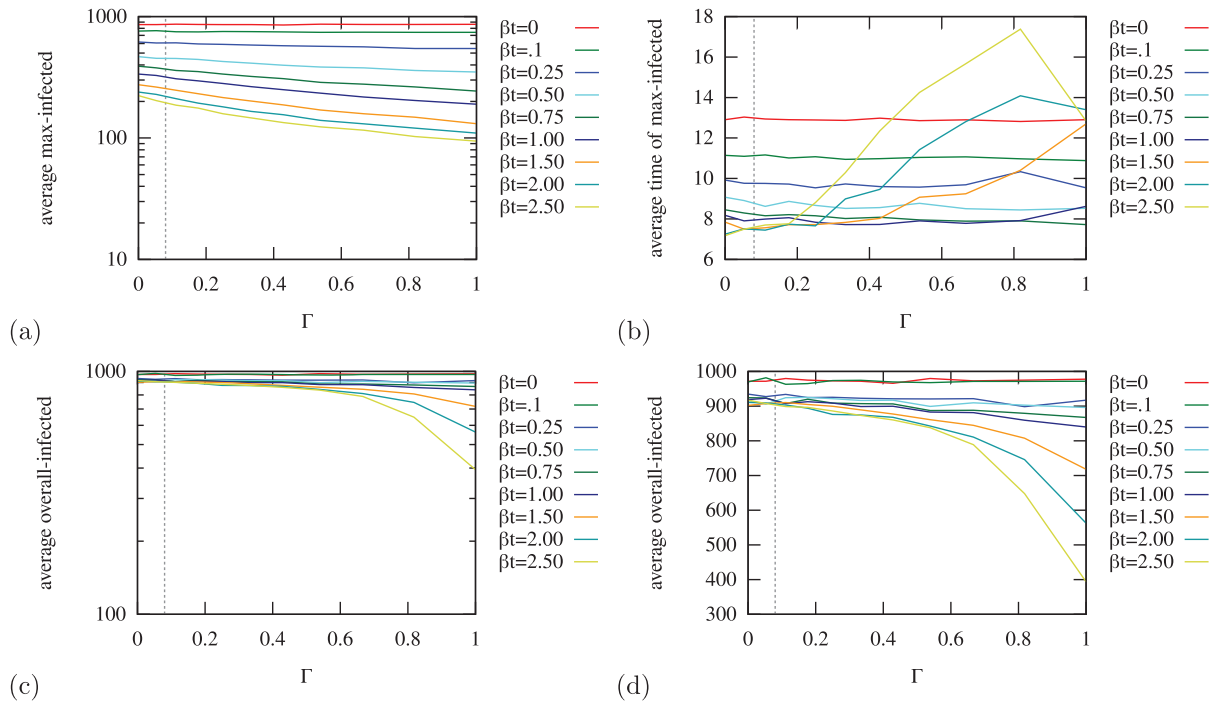 average max-infected
1000
100
10
0
0.2
0.4
0.6
0.8
1
Γ
βt=0
βt=.1
βt=0.25
βt=0.50
βt=0.75
βt=1.00
βt=1.50
βt=2.00
βt=2.50
(a)
average time of max-infected
18
16
14
12
10
8
6
0
0.2
0.4
0.6
0.8
1
Γ
βt=0
βt=.1
βt=0.25
βt=0.50
βt=0.75
βt=1.00
βt=1.50
βt=2.00
βt=2.50
(b)
average overall-infected
1000
100
0
0.2
0.4
0.6
0.8
1
Γ
βt=0
βt=.1
βt=0.25
βt=0.50
βt=0.75
βt=1.00
βt=1.50
βt=2.00
βt=2.50
(c)
average overall-infected
1000
900
800
700
600
500
400
300
0
0.2
0.4
0.6
0.8
1
Γ
βt=0
βt=.1
βt=0.25
βt=0.50
βt=0.75
βt=1.00
βt=1.50
βt=2.00
βt=2.50
(d)